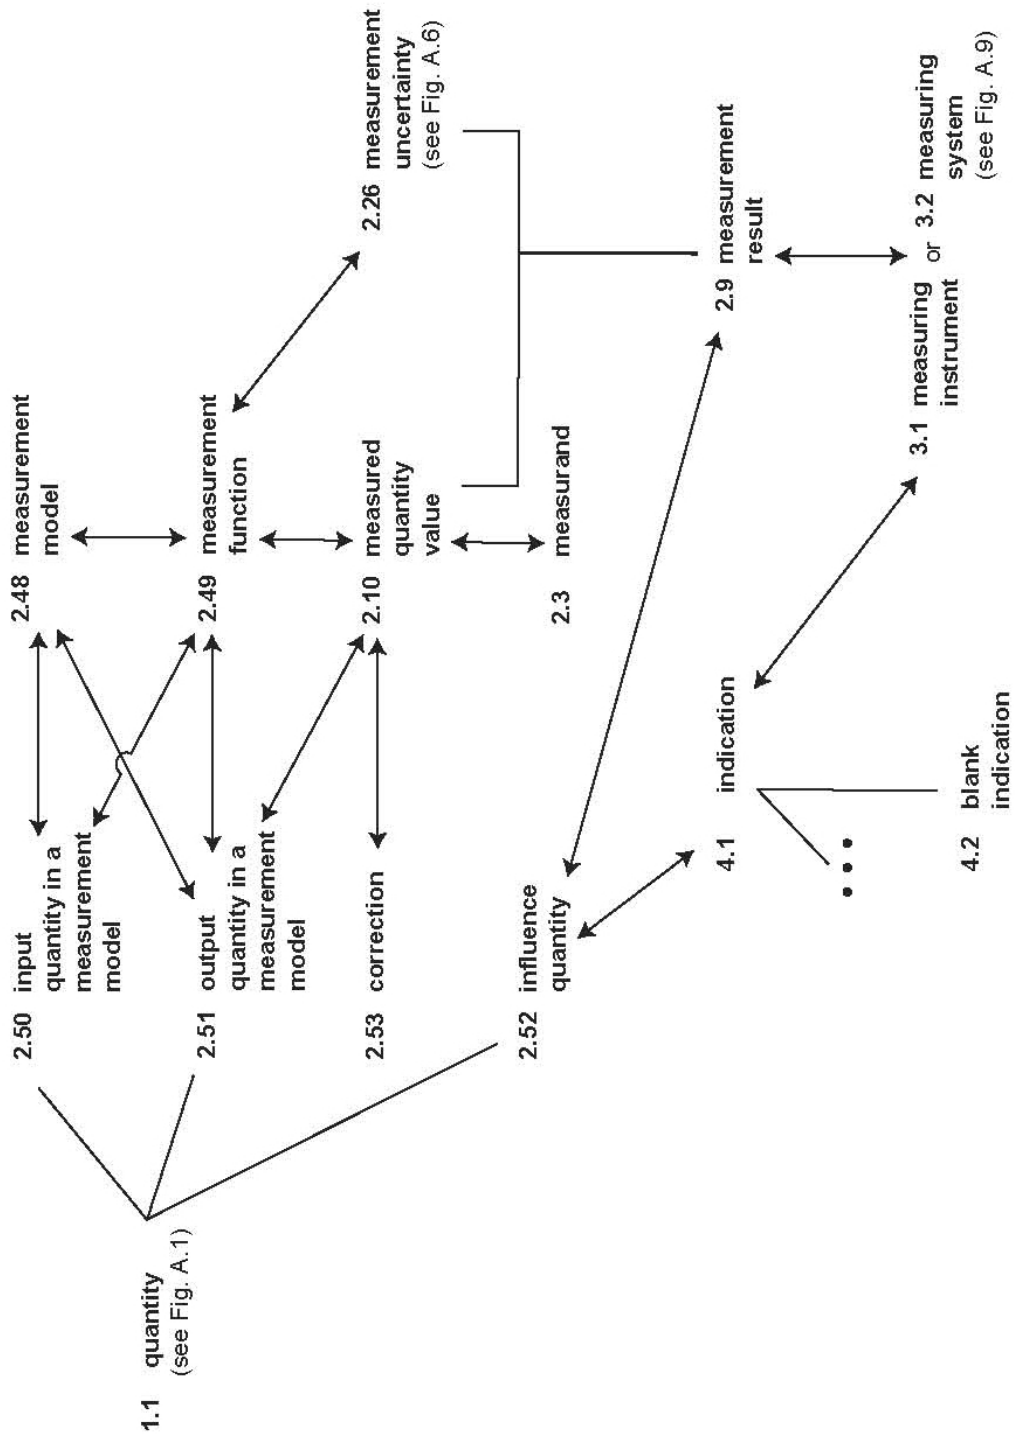 1.1 quantity
(see Fig. A.1)
2.50 input
quantity in a
measurement
model
2.51 output
quantity in a
measurement
model
2.53 correction
2.52 influence
quantity
2.48 measurement
model
2.49 measurement
function
2.10 measured
quantity
value
2.3 measurand
2.26 measurement
uncertainty
(see Fig. A.6)
2.9 measurement
result
4.1 indication
4.2 blank
indication
3.1 measuring
instrument
or
3.2 measuring
system
(see Fig. A.9)